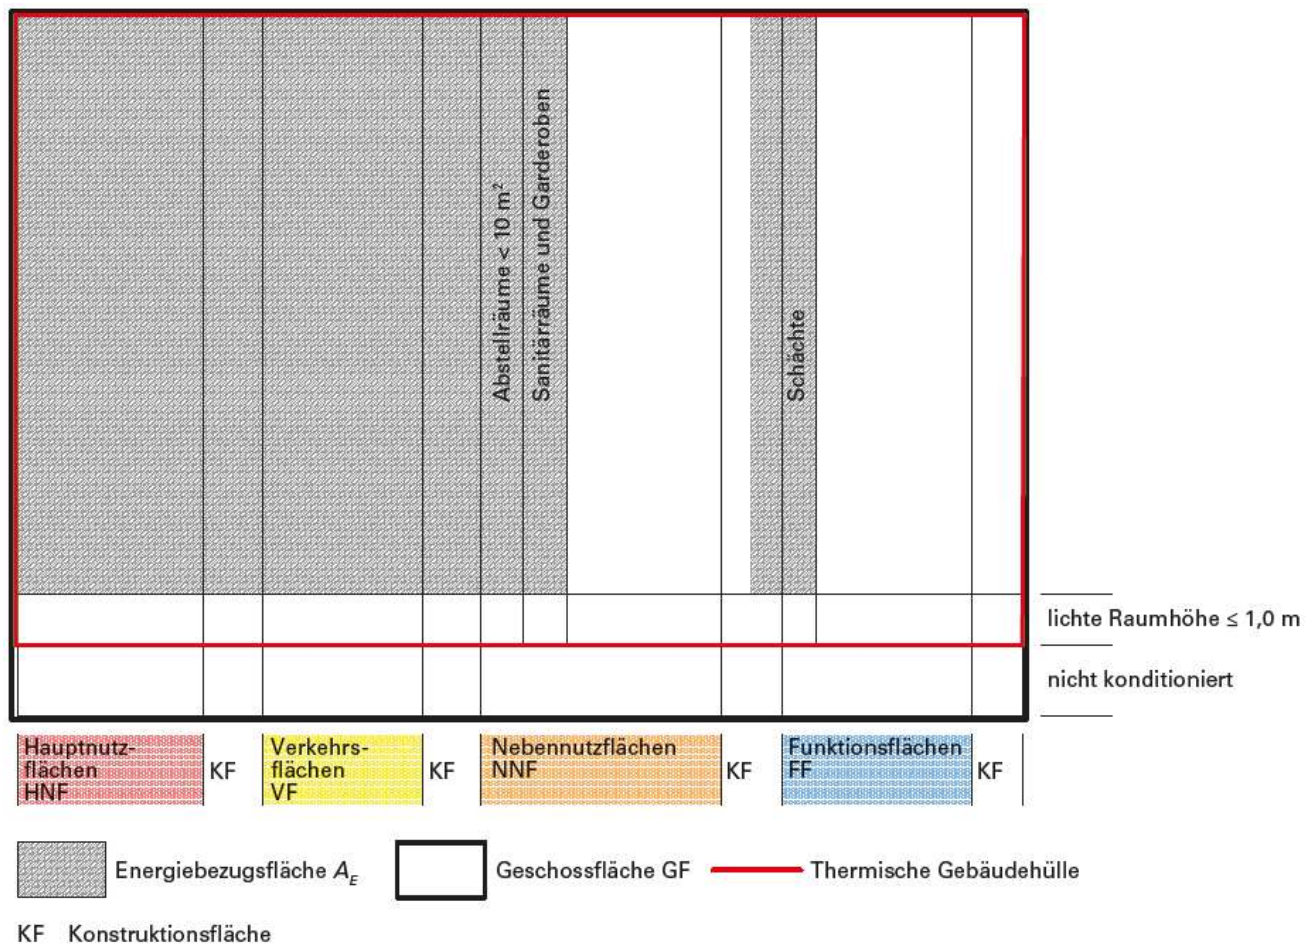 Abstellräume < 10 m²
Sanitärräume und Garderoben
Schächte
lichte Raumhöhe ≤ 1,0 m
nicht konditioniert
Hauptnutz-
flächen
HNF
KF
Verkehrs-
flächen
VF
KF
Nebennutzflächen
NNF
KF
Funktionsflächen
FF
KF
Energiebezugsfläche A_E
Geschossfläche GF
Thermische Gebäudehülle
KF Konstruktionsfläche